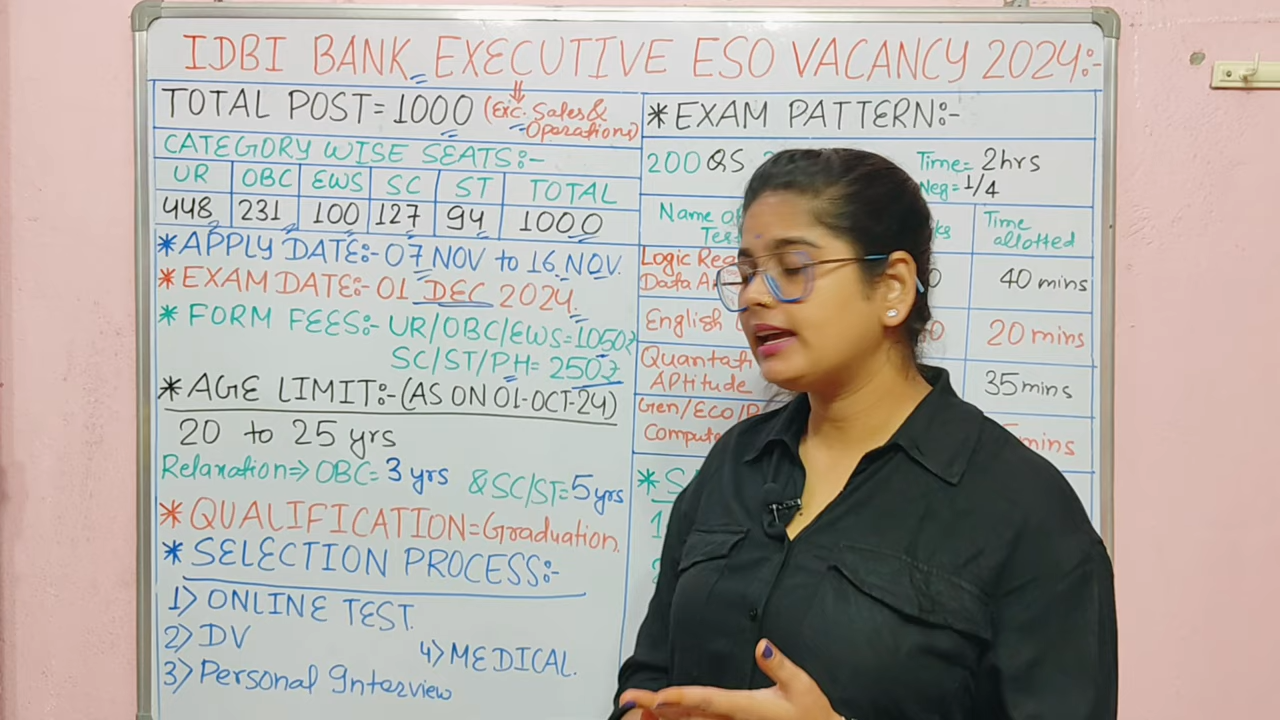 IDBI BANK EXECUTIVE ESO VACANCY 2024:-
TOTAL POST = 1000 (Exc. Sales &
Operations)
CATEGORY WISE SEATS:-
UR OBC EWS SC ST TOTAL
448 231 100 127 94 1000
*APPLY DATE:- 07 NOV to 16 NOV.
*EXAM DATE:- 01 DEC 2024.
* FORM FEES:- UR/OBC/EWS=1050₹
SC/ST/PH= 250₹
*AGE LIMIT:-(AS ON 01-OCT-24)
20 to 25 yrs
Relaxation=> OBC= 3 yrs & SC/ST=5yrs
*QUALIFICATION=Graduation.
*SELECTION PROCESS:-
1> ONLINE TEST.
2> DV
3> Personal Interview
4> MEDICAL.
*EXAM PATTERN:-
200 QS Time= 2hrs
Neg= 1/4
Name Time
allotted
Logic 40 mins
Data
English 20 mins
35 mins
Aptitude
Gen/ECO mins